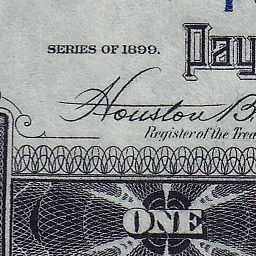 SERIES OF 1899.
Pay
Houston B.
Register of the Trea
ONE